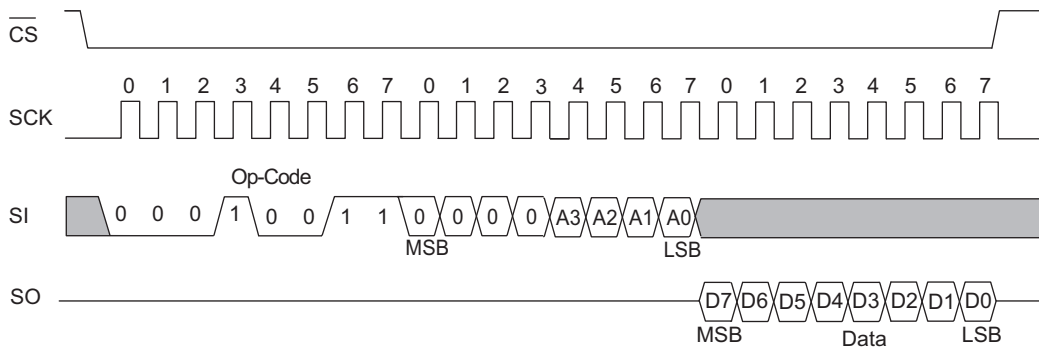 CS
0 1 2 3 4 5 6 7 0 1 2 3 4 5 6 7 0 1 2 3 4 5 6 7
SCK
Op-Code
SI 0 0 0 1 0 0 1 1 0 0 0 0 A3 A2 A1 A0
MSB LSB
SO D7 D6 D5 D4 D3 D2 D1 D0
MSB Data LSB